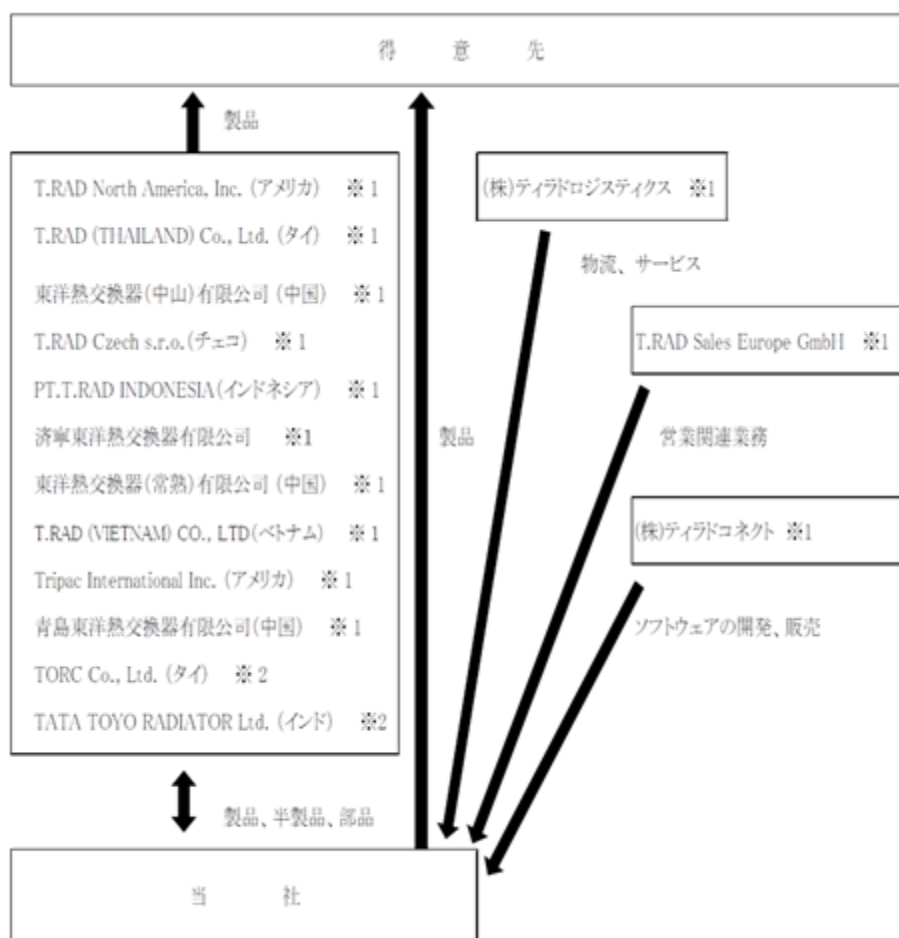 得 意 先
製品
T.RAD North America, Inc. (アメリカ) ※1
T.RAD (THAILAND) Co., Ltd. (タイ) ※1
東洋熱交換器(中山)有限公司 (中国) ※1
T.RAD Czech s.r.o.(チェコ) ※1
PT.T.RAD INDONESIA(インドネシア) ※1
済寧東洋熱交換器有限公司 ※1
東洋熱交換器(常熟)有限公司 (中国) ※1
T.RAD (VIETNAM) CO., LTD(ベトナム) ※1
Tripac International Inc. (アメリカ) ※1
青島東洋熱交換器有限公司(中国) ※1
TORC Co., Ltd. (タイ) ※2
TATA TOYO RADIATOR Ltd. (インド) ※2
製品
(株)ティラドロジスティクス ※1
物流、サービス
T.RAD Sales Europe GmbH ※1
営業関連業務
(株)ティラドコネクト ※1
ソフトウェアの開発、販売
製品、半製品、部品
当 社